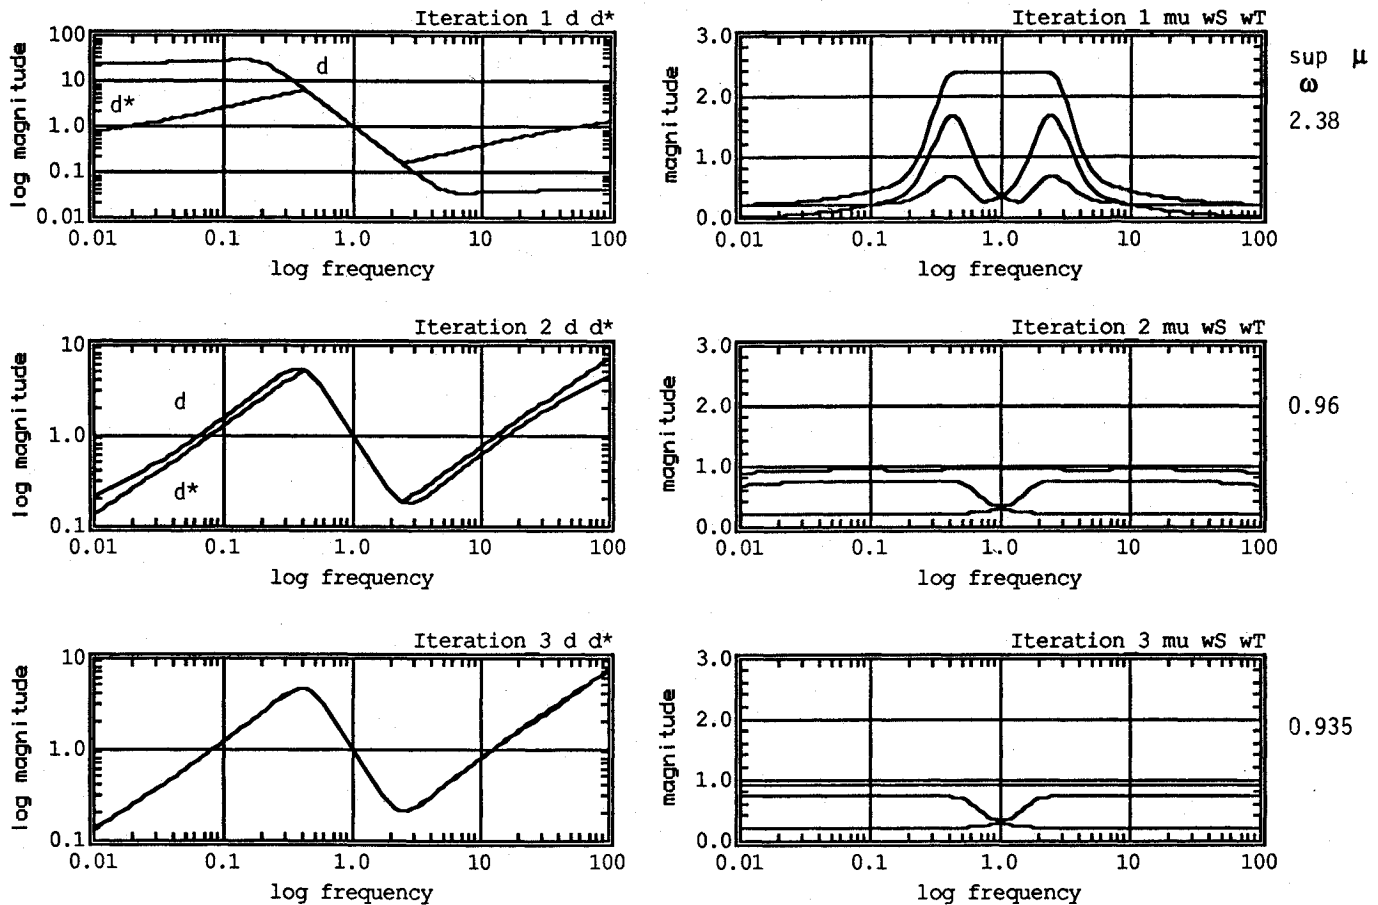 Iteration 1 d d*
log magnitude
100
10
1.0
0.1
0.01
d
d*
0.01 0.1 1.0 10 100
log frequency
Iteration 1 mu wS wT
magnitude
3.0
2.0
1.0
0.0
0.01 0.1 1.0 10 100
log frequency
sup μ
ω
2.38
Iteration 2 d d*
log magnitude
10
1.0
0.1
d
d*
0.01 0.1 1.0 10 100
log frequency
Iteration 2 mu wS wT
magnitude
3.0
2.0
1.0
0.0
0.01 0.1 1.0 10 100
log frequency
0.96
Iteration 3 d d*
log magnitude
10
1.0
0.1
0.01 0.1 1.0 10 100
log frequency
Iteration 3 mu wS wT
magnitude
3.0
2.0
1.0
0.0
0.01 0.1 1.0 10 100
log frequency
0.935